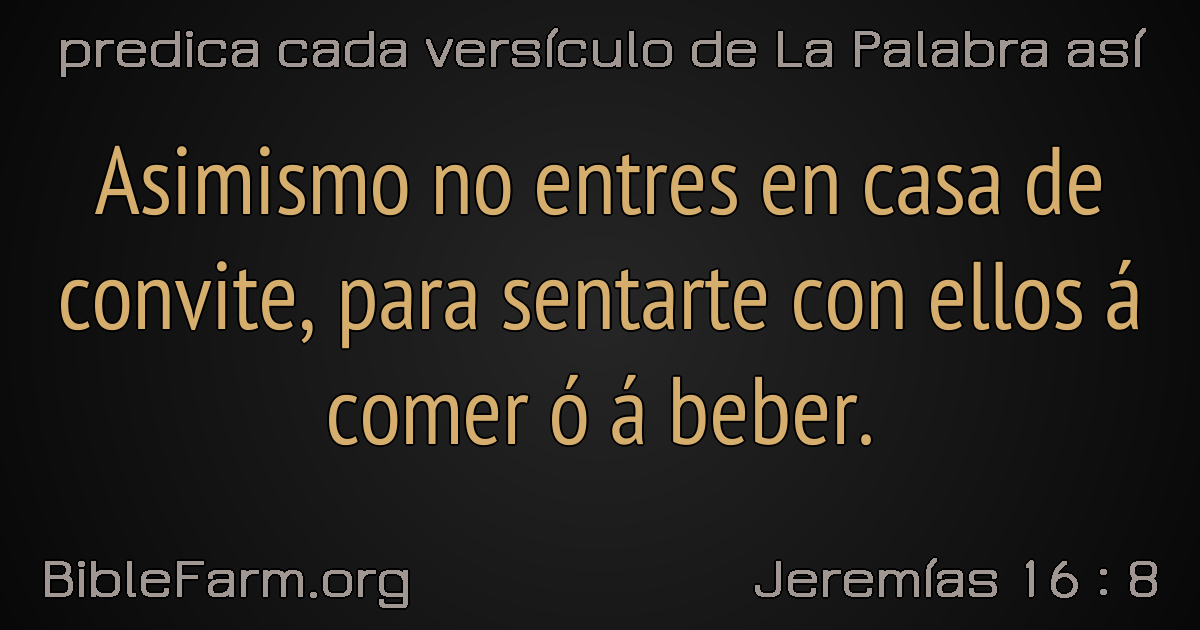 predica cada versículo de La Palabra así
Asimismo no entres en casa de
convite, para sentarte con ellos á
comer ó á beber.
BibleFarm.org
Jeremías 16 : 8